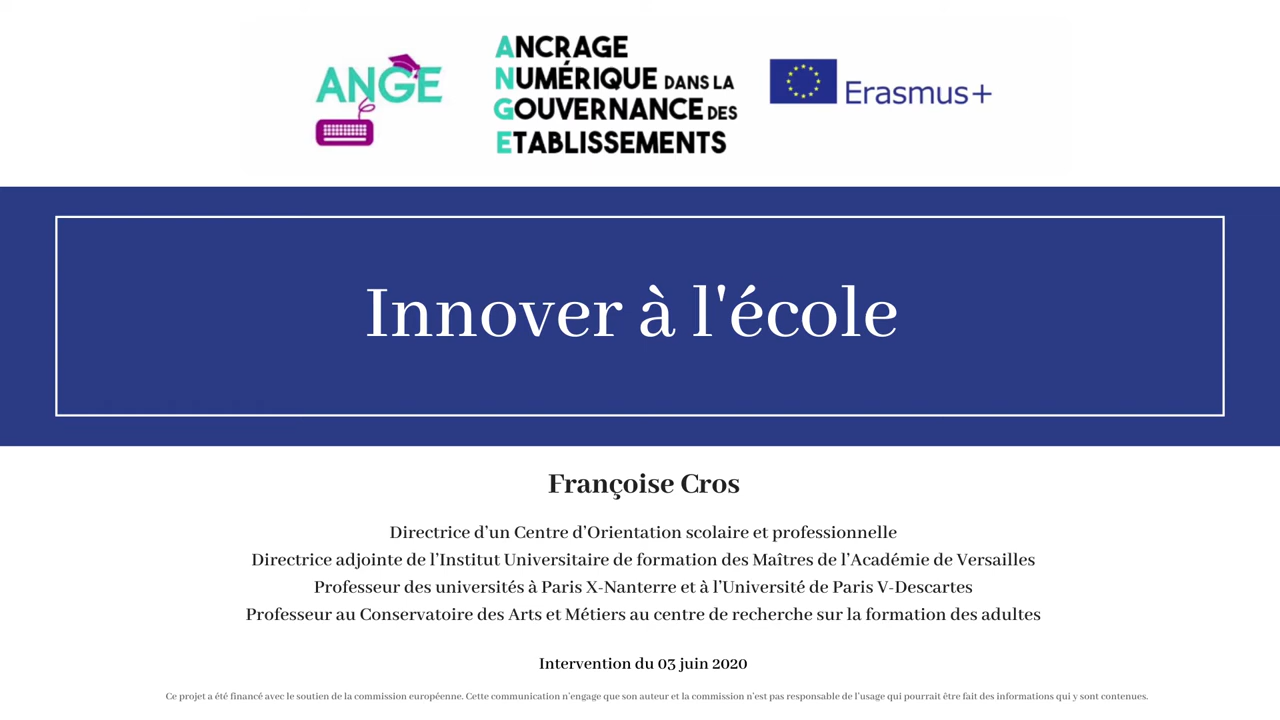 ANGE
ANCRAGE
NUMÉRIQUE DANS LA
GOUVERNANCE DES
ETABLISSEMENTS
Erasmus+
Innover à l'école
Françoise Cros
Directrice d’un Centre d’Orientation scolaire et professionnelle
Directrice adjointe de l’Institut Universitaire de formation des Maîtres de l’Académie de Versailles
Professeur des universités à Paris X-Nanterre et à l’Université de Paris V-Descartes
Professeur au Conservatoire des Arts et Métiers au centre de recherche sur la formation des adultes
Intervention du 03 juin 2020
Ce projet a été financé avec le soutien de la commission européenne. Cette communication n’engage que son auteur et la commission n’est pas responsable de l’usage qui pourrait être fait des informations qui y sont contenues.